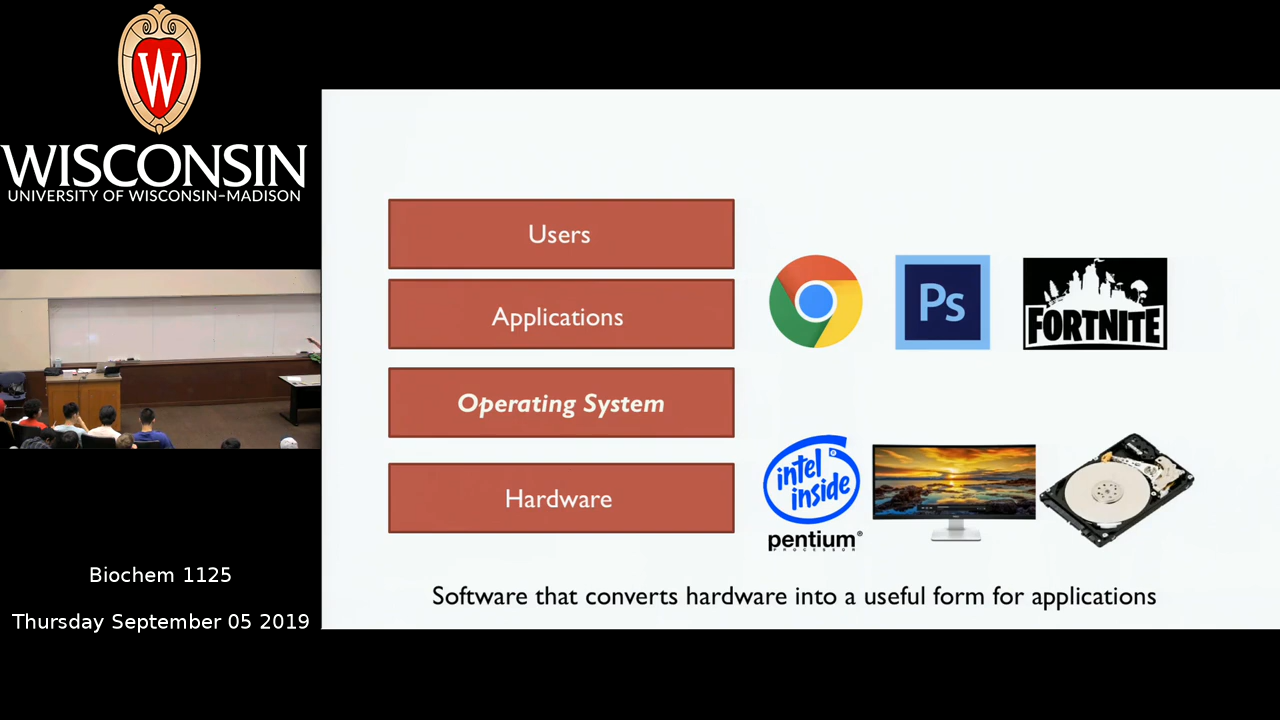 W
WISCONSIN
UNIVERSITY OF WISCONSIN-MADISON
Users
Applications
Ps
FORTNITE
Operating System
Hardware
intel
inside
pentium®
PROCESSOR
Software that converts hardware into a useful form for applications
Biochem 1125
Thursday September 05 2019